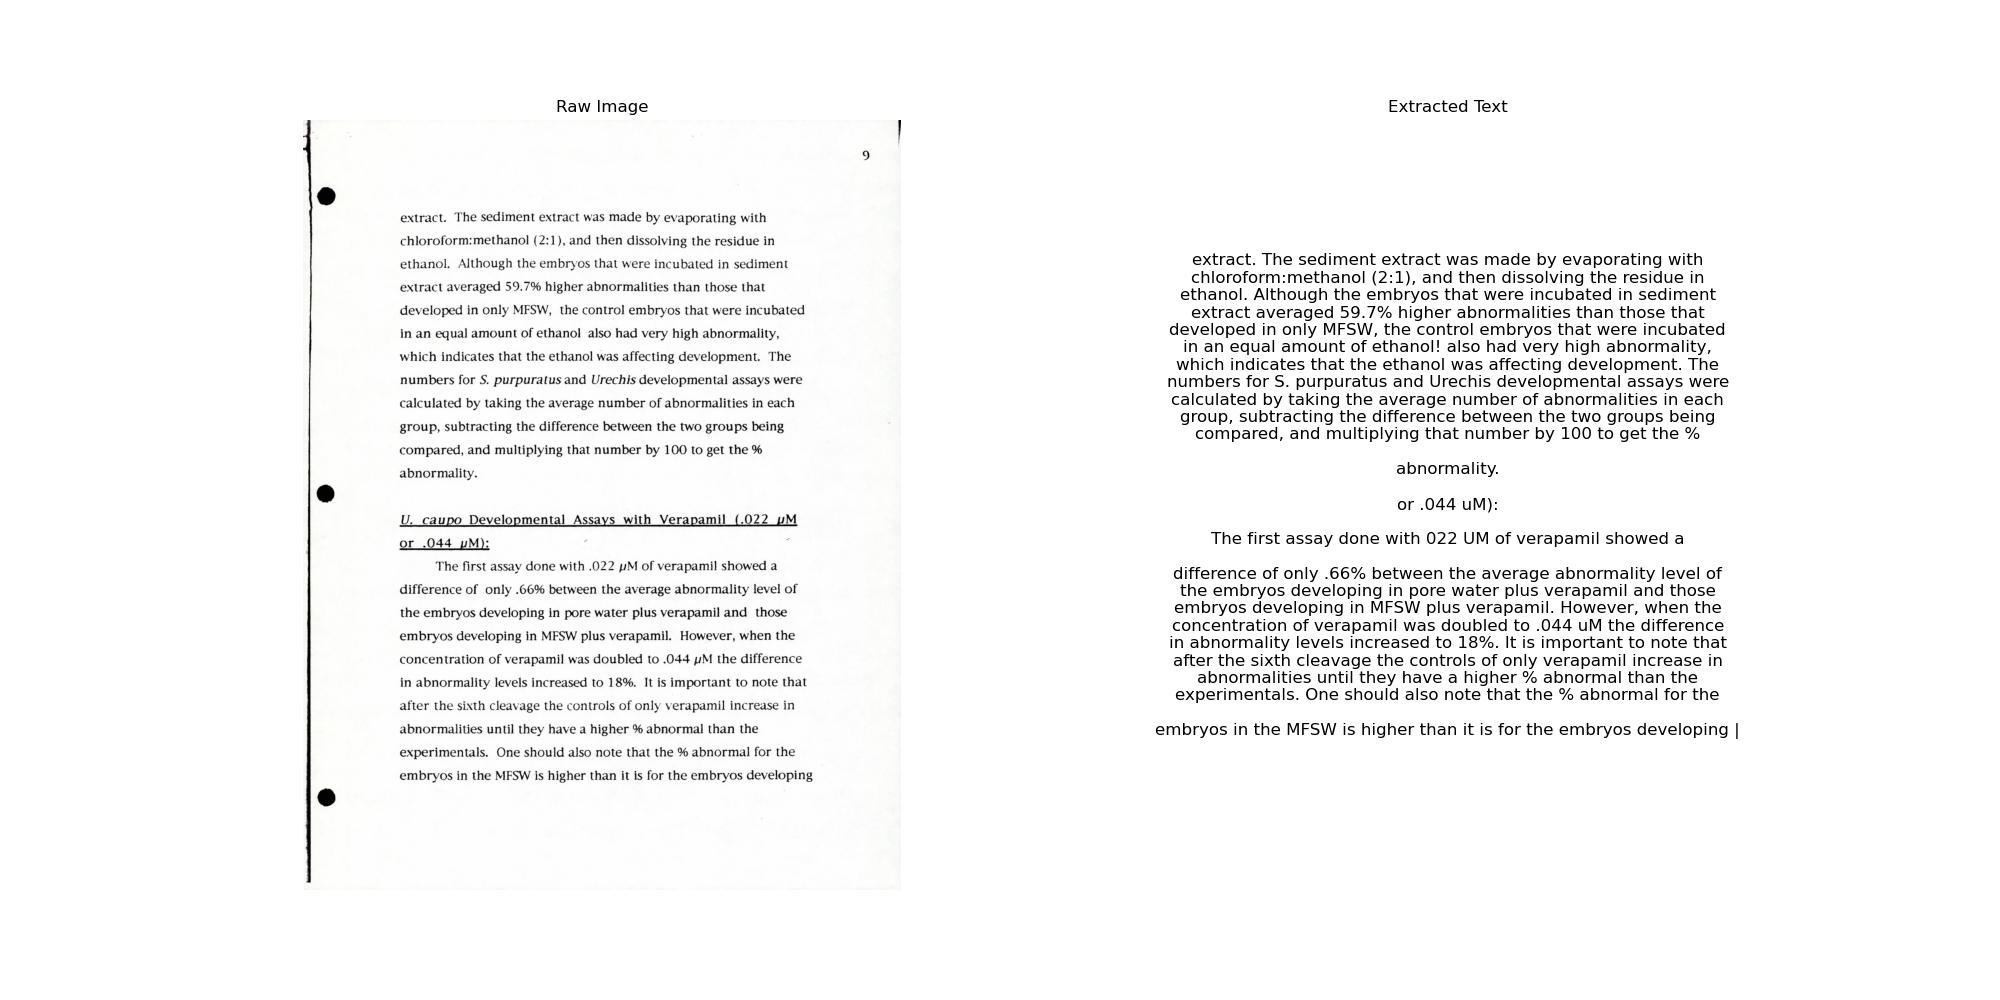 Raw Image
9
extract. The sediment extract was made by evaporating with
chloroform:methanol (2:1), and then dissolving the residue in
ethanol. Although the embryos that were incubated in sediment
extract averaged 59.7% higher abnormalities than those that
developed in only MFSW, the control embryos that were incubated
in an equal amount of ethanol also had very high abnormality,
which indicates that the ethanol was affecting development. The
numbers for S. purpuratus and Urechis developmental assays were
calculated by taking the average number of abnormalities in each
group, subtracting the difference between the two groups being
compared, and multiplying that number by 100 to get the %
abnormality.
U. caupo Developmental Assays with Verapamil (.022 µM
or .044 µM):
The first assay done with .022 µM of verapamil showed a
difference of only .66% between the average abnormality level of
the embryos developing in pore water plus verapamil and those
embryos developing in MFSW plus verapamil. However, when the
concentration of verapamil was doubled to .044 µM the difference
in abnormality levels increased to 18%. It is important to note that
after the sixth cleavage the controls of only verapamil increase in
abnormalities until they have a higher % abnormal than the
experimentals. One should also note that the % abnormal for the
embryos in the MFSW is higher than it is for the embryos developing
Extracted Text
extract. The sediment extract was made by evaporating with
chloroform:methanol (2:1), and then dissolving the residue in
ethanol. Although the embryos that were incubated in sediment
extract averaged 59.7% higher abnormalities than those that
developed in only MFSW, the control embryos that were incubated
in an equal amount of ethanol! also had very high abnormality,
which indicates that the ethanol was affecting development. The
numbers for S. purpuratus and Urechis developmental assays were
calculated by taking the average number of abnormalities in each
group, subtracting the difference between the two groups being
compared, and multiplying that number by 100 to get the %
abnormality.
or .044 uM):
The first assay done with 022 UM of verapamil showed a
difference of only .66% between the average abnormality level of
the embryos developing in pore water plus verapamil and those
embryos developing in MFSW plus verapamil. However, when the
concentration of verapamil was doubled to .044 uM the difference
in abnormality levels increased to 18%. It is important to note that
after the sixth cleavage the controls of only verapamil increase in
abnormalities until they have a higher % abnormal than the
experimentals. One should also note that the % abnormal for the
embryos in the MFSW is higher than it is for the embryos developing |